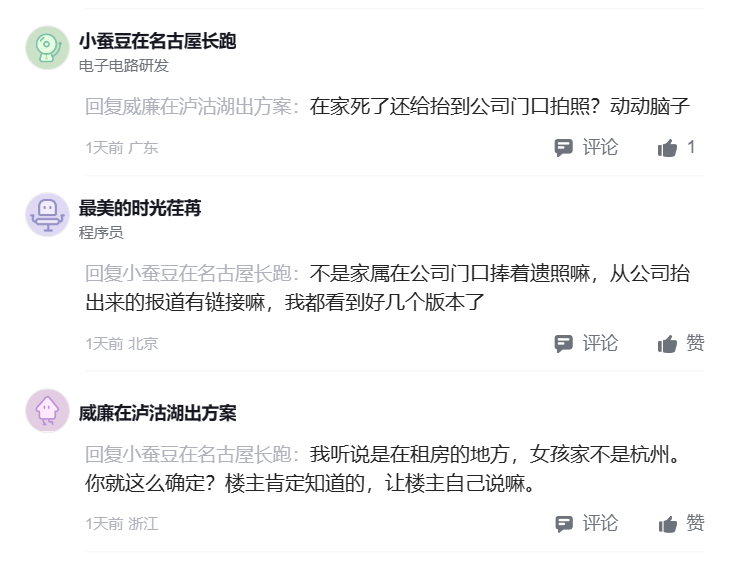 小蚕豆在名古屋长跑
电子电路研发
回复威廉在泸沽湖出方案：在家死了还给抬到公司门口拍照？动动脑子
1天前 广东
评论
1
最美的时光荏苒
程序员
回复小蚕豆在名古屋长跑：不是家属在公司门口捧着遗照嘛，从公司抬
出来的报道有链接嘛，我都看到好几个版本了
1天前 北京
评论
赞
威廉在泸沽湖出方案
回复小蚕豆在名古屋长跑：我听说是在租房的地方，女孩家不是杭州。
你就这么确定？楼主肯定知道的，让楼主自己说嘛。
1天前 浙江
评论
赞